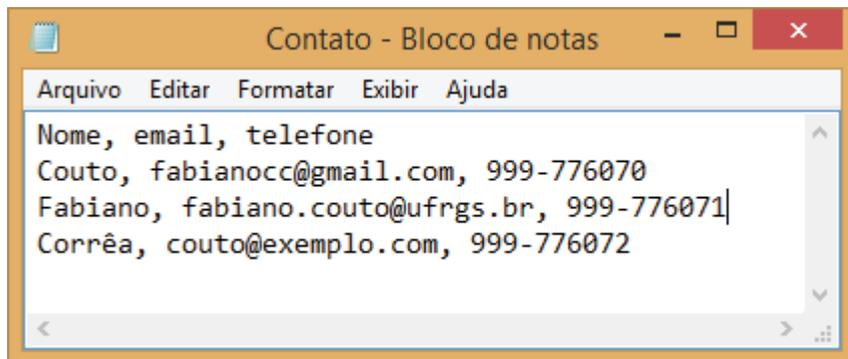 Contato - Bloco de notas
Arquivo Editar Formatar Exibir Ajuda
Nome, email, telefone
Couto, fabianocc@gmail.com, 999-776070
Fabiano, fabiano.couto@ufrgs.br, 999-776071
Corrêa, couto@exemplo.com, 999-776072